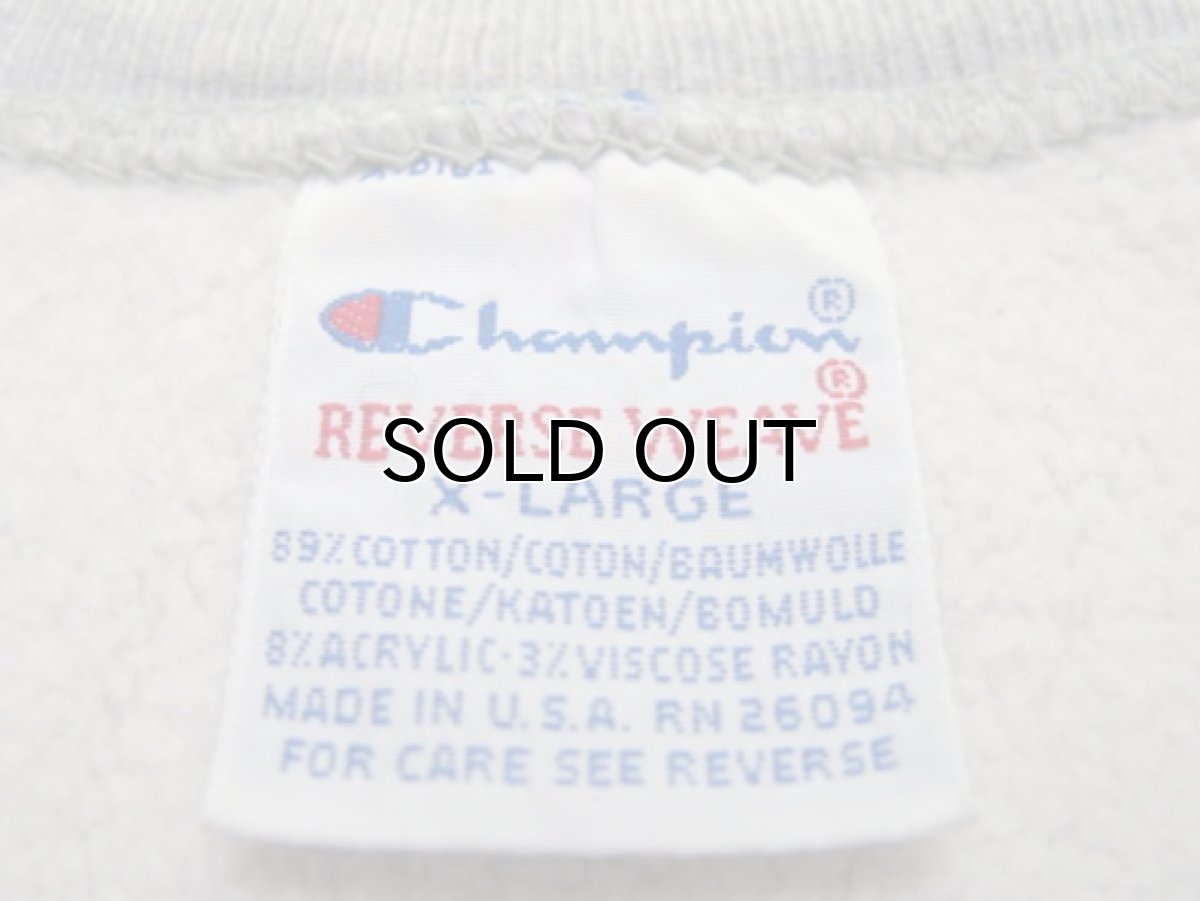 Champion®
REVERSE WEAVE®
SOLD OUT
X-LARGE
89% COTTON/COTON/BAUMWOLLE
COTONE/KATOEN/BOMULD
8% ACRYLIC·3% VISCOSE RAYON
MADE IN U.S.A. RN 26094
FOR CARE SEE REVERSE